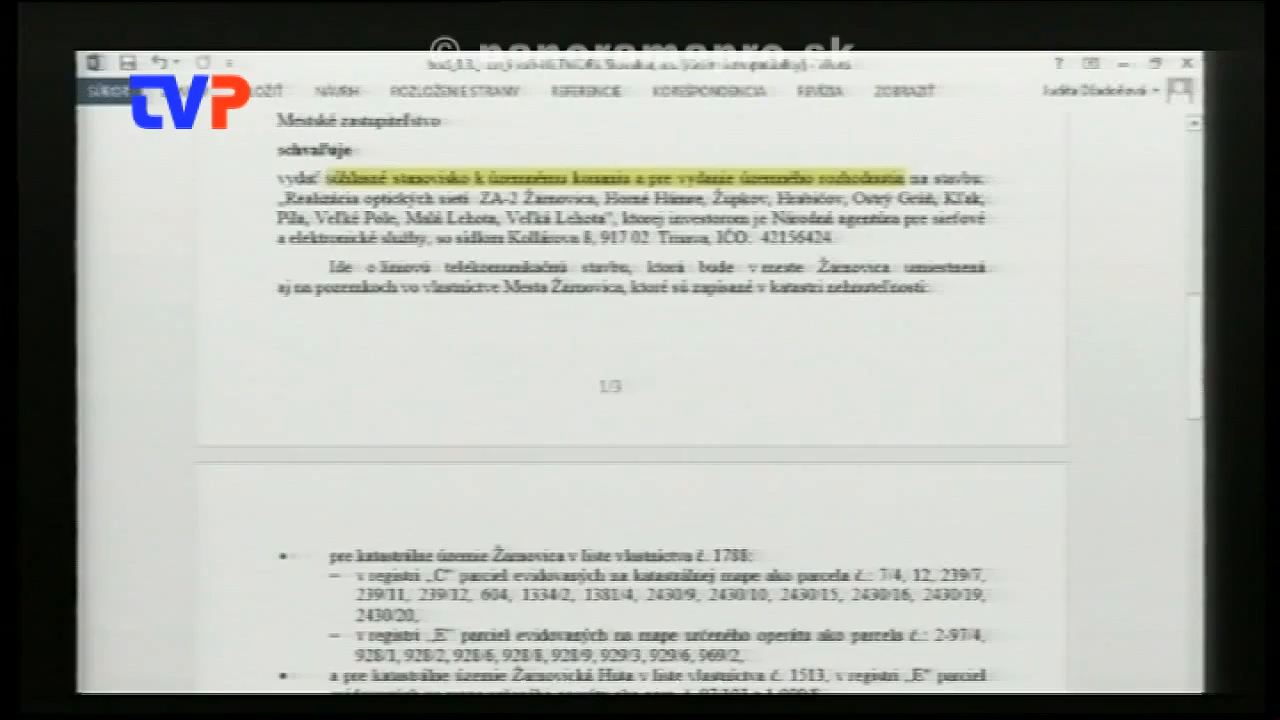 © panoramapro.sk
TVP
NÁVRH ROZLOŽENIE STRANY REFERENCIE KOREŠPONDENCIA REVÍZIA ZOBRAZIŤ
Mestské zastupiteľstvo
schvaľuje
vydať súhlasné stanovisko k územnému konaniu a pre vydanie územného rozhodnutia na stavbu:
„Realizácia optických sietí ZA-2 Žarnovica, Horné Hámre, Župkov, Hrabičov, Ostrý Grúň, Kľak,
Píla, Veľké Pole, Malá Lehota, Veľká Lehota“, ktorej investorom je Národná agentúra pre sieťové
a elektronické služby, so sídlom Kollárova 8, 917 02 Trnava, IČO: 42156424.
Ide o líniovú telekomunikačnú stavbu, ktorá bude v meste Žarnovica umiestnená
aj na pozemkoch vo vlastníctve Mesta Žarnovica, ktoré sú zapísané v katastri nehnuteľností:
1/3
• pre katastrálne územie Žarnovica v liste vlastníctva č. 1788:
– v registri „C“ parciel evidovaných na katastrálnej mape ako parcela č.: 7/4, 12, 239/7,
239/11, 239/12, 604, 1334/2, 1381/4, 2430/9, 2430/10, 2430/15, 2430/16, 2430/19,
2430/20,
– v registri „E“ parciel evidovaných na mape určeného operátu ako parcela č.: 2-97/4,
928/1, 928/2, 928/6, 928/8, 928/9, 929/3, 929/6, 969/2,
• a pre katastrálne územie Žarnovická Huta v liste vlastníctva č. 1513, v registri „E“ parciel